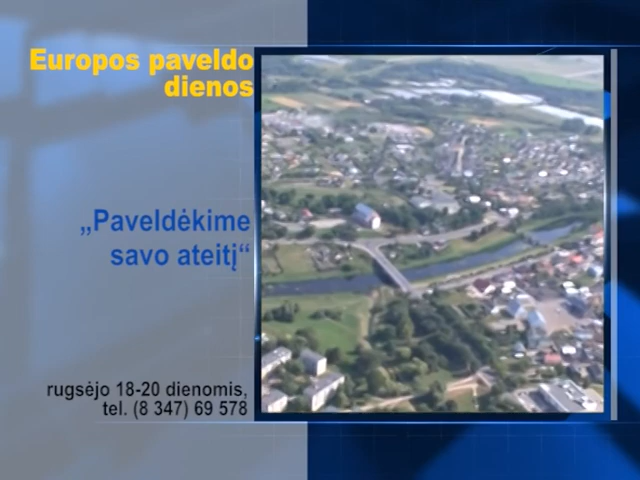 Europos paveldo
dienos
„Paveldėkime
savo ateitį“
rugsėjo 18-20 dienomis,
tel. (8 347) 69 578